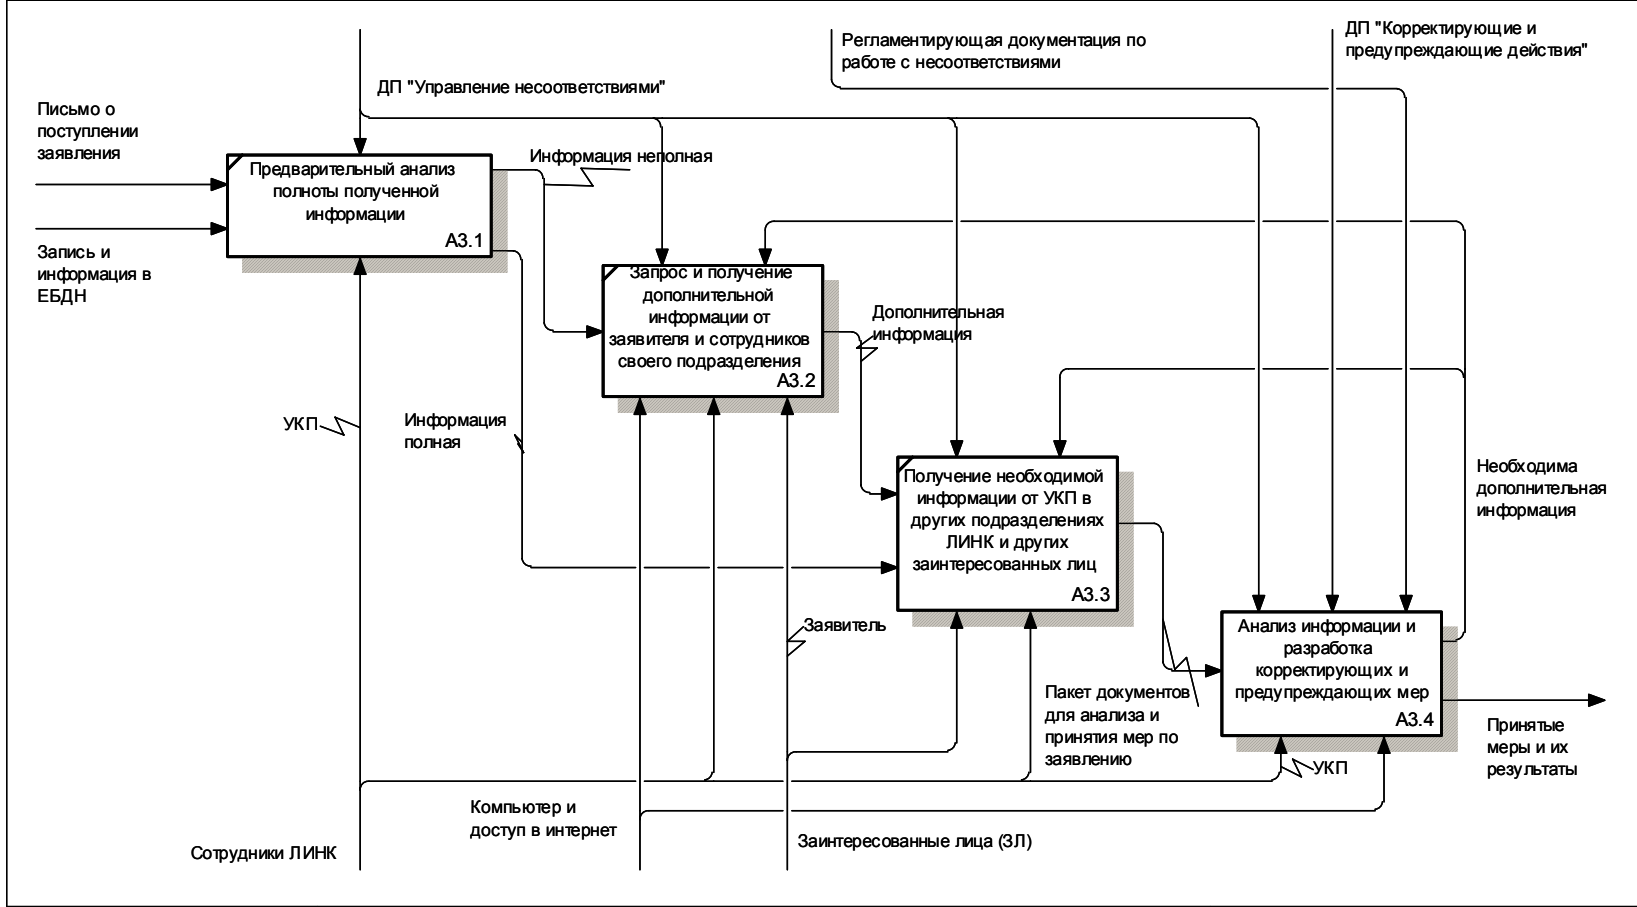 ДП "Корректирующие и
предупреждающие действия"
Регламентирующая документация по
работе с несоответствиями
ДП "Управление несоответствиями"
Письмо о
поступлении
заявления
Запись и
информация в
ЕБДН
Предварительный анализ
полноты полученной
информации
А3.1
Информация неполная
Запрос и получение
дополнительной
информации от
заявителя и сотрудников
своего подразделения
А3.2
Дополнительная
информация
УКП
Информация
полная
Получение необходимой
информации от УКП в
других подразделениях
ЛИНК и других
заинтересованных лиц
А3.3
Необходима
дополнительная
информация
Заявитель
Анализ информации и
разработка
корректирующих и
предупреждающих мер
А3.4
Пакет документов
для анализа и
принятия мер по
заявлению
Принятые
меры и их
результаты
УКП
Компьютер и
доступ в интернет
Заинтересованные лица (ЗЛ)
Сотрудники ЛИНК